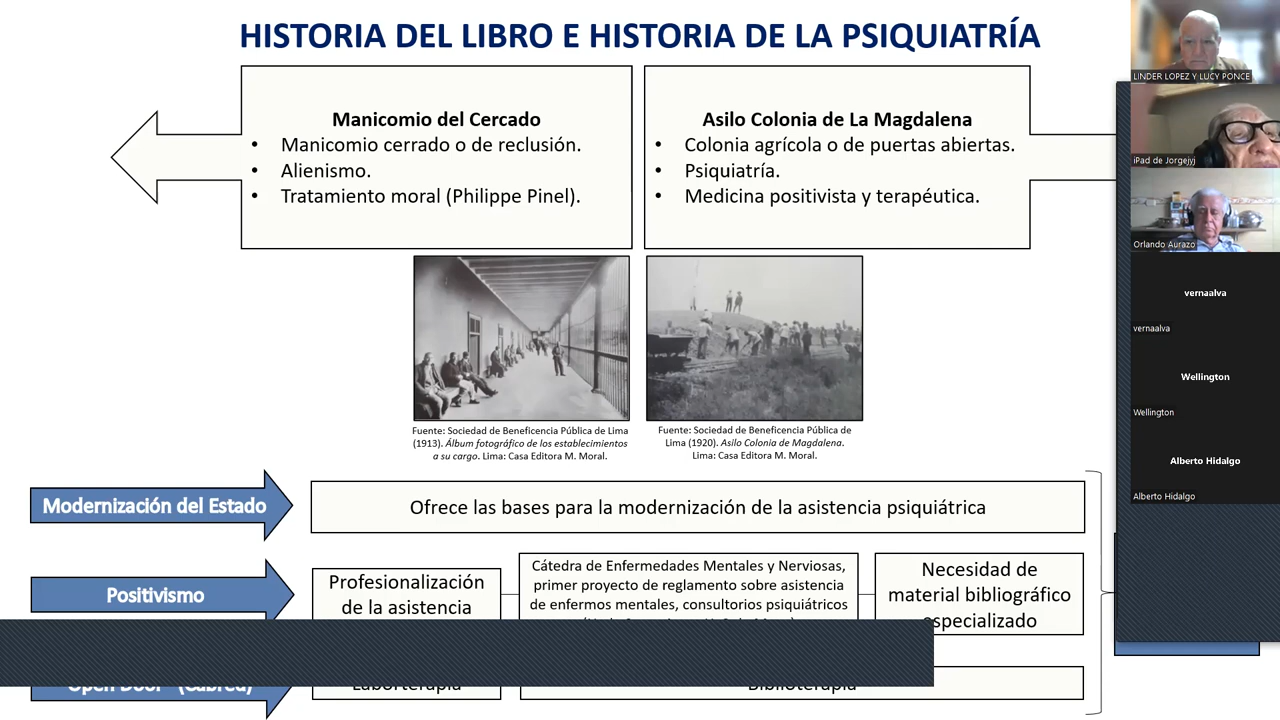 HISTORIA DEL LIBRO E HISTORIA DE LA PSIQUIATRÍA
Manicomio del Cercado
• Manicomio cerrado o de reclusión.
• Alienismo.
• Tratamiento moral (Philippe Pinel).
Asilo Colonia de La Magdalena
• Colonia agrícola o de puertas abiertas.
• Psiquiatría.
• Medicina positivista y terapéutica.
Fuente: Sociedad de Beneficencia Pública de Lima
(1913). Álbum fotográfico de los establecimientos
a su cargo. Lima: Casa Editora M. Moral.
Fuente: Sociedad de Beneficencia Pública de
Lima (1920). Asilo Colonia de Magdalena.
Lima: Casa Editora M. Moral.
Modernización del Estado
Ofrece las bases para la modernización de la asistencia psiquiátrica
Positivismo
Profesionalización
de la asistencia
Cátedra de Enfermedades Mentales y Nerviosas,
primer proyecto de reglamento sobre asistencia
de enfermos mentales, consultorios psiquiátricos
Necesidad de
material bibliográfico
especializado
(Cabred)
Laborterapia
Biblioterapia
LINDER LOPEZ Y LUCY PONCE
iPad de Jorgejyj
Orlando Aurazo
vernaalva
vernaalva
Wellington
Wellington
Alberto Hidalgo
Alberto Hidalgo